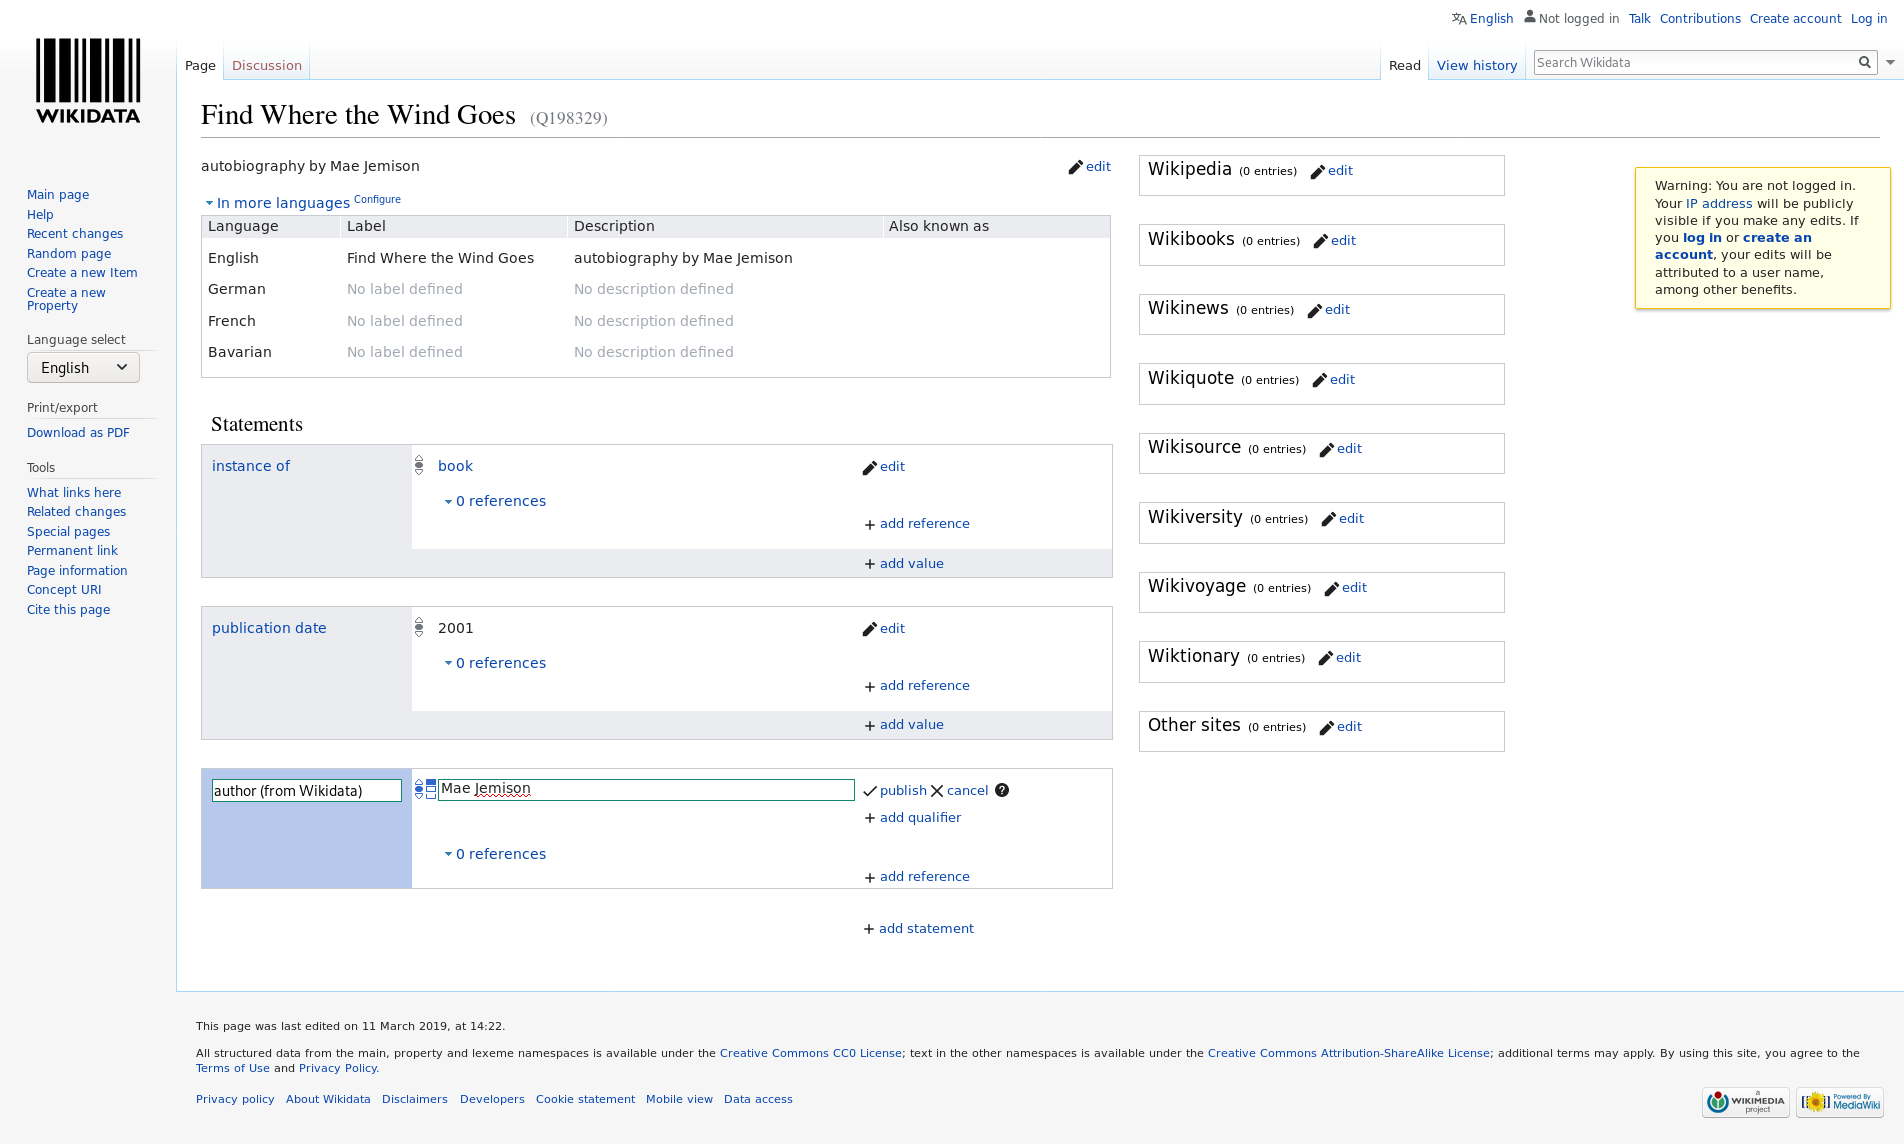 English Not logged in Talk Contributions Create account Log in
WIKIDATA
Page Discussion Read View history Search Wikidata
Find Where the Wind Goes (Q198329)
autobiography by Mae Jemison edit
In more languages Configure
Language Label Description Also known as
English Find Where the Wind Goes autobiography by Mae Jemison
German No label defined No description defined
French No label defined No description defined
Bavarian No label defined No description defined
Main page
Help
Recent changes
Random page
Create a new Item
Create a new
Property
Language select
English
Print/export
Download as PDF
Tools
What links here
Related changes
Special pages
Permanent link
Page information
Concept URI
Cite this page
Statements
instance of book edit
0 references
add reference
add value
publication date 2001 edit
0 references
add reference
add value
author (from Wikidata) Mae Jemison publish cancel ?
add qualifier
0 references
add reference
add statement
Wikipedia (0 entries) edit
Wikibooks (0 entries) edit
Wikinews (0 entries) edit
Wikiquote (0 entries) edit
Wikisource (0 entries) edit
Wikiversity (0 entries) edit
Wikivoyage (0 entries) edit
Wiktionary (0 entries) edit
Other sites (0 entries) edit
Warning: You are not logged in.
Your IP address will be publicly
visible if you make any edits. If
you log in or create an
account, your edits will be
attributed to a user name,
among other benefits.
This page was last edited on 11 March 2019, at 14:22.
All structured data from the main, property and lexeme namespaces is available under the Creative Commons CC0 License; text in the other namespaces is available under the Creative Commons Attribution-ShareAlike License; additional terms may apply. By using this site, you agree to the
Terms of Use and Privacy Policy.
Privacy policy About Wikidata Disclaimers Developers Cookie statement Mobile view Data access
a
WIKIMEDIA
project
Powered By
MediaWiki